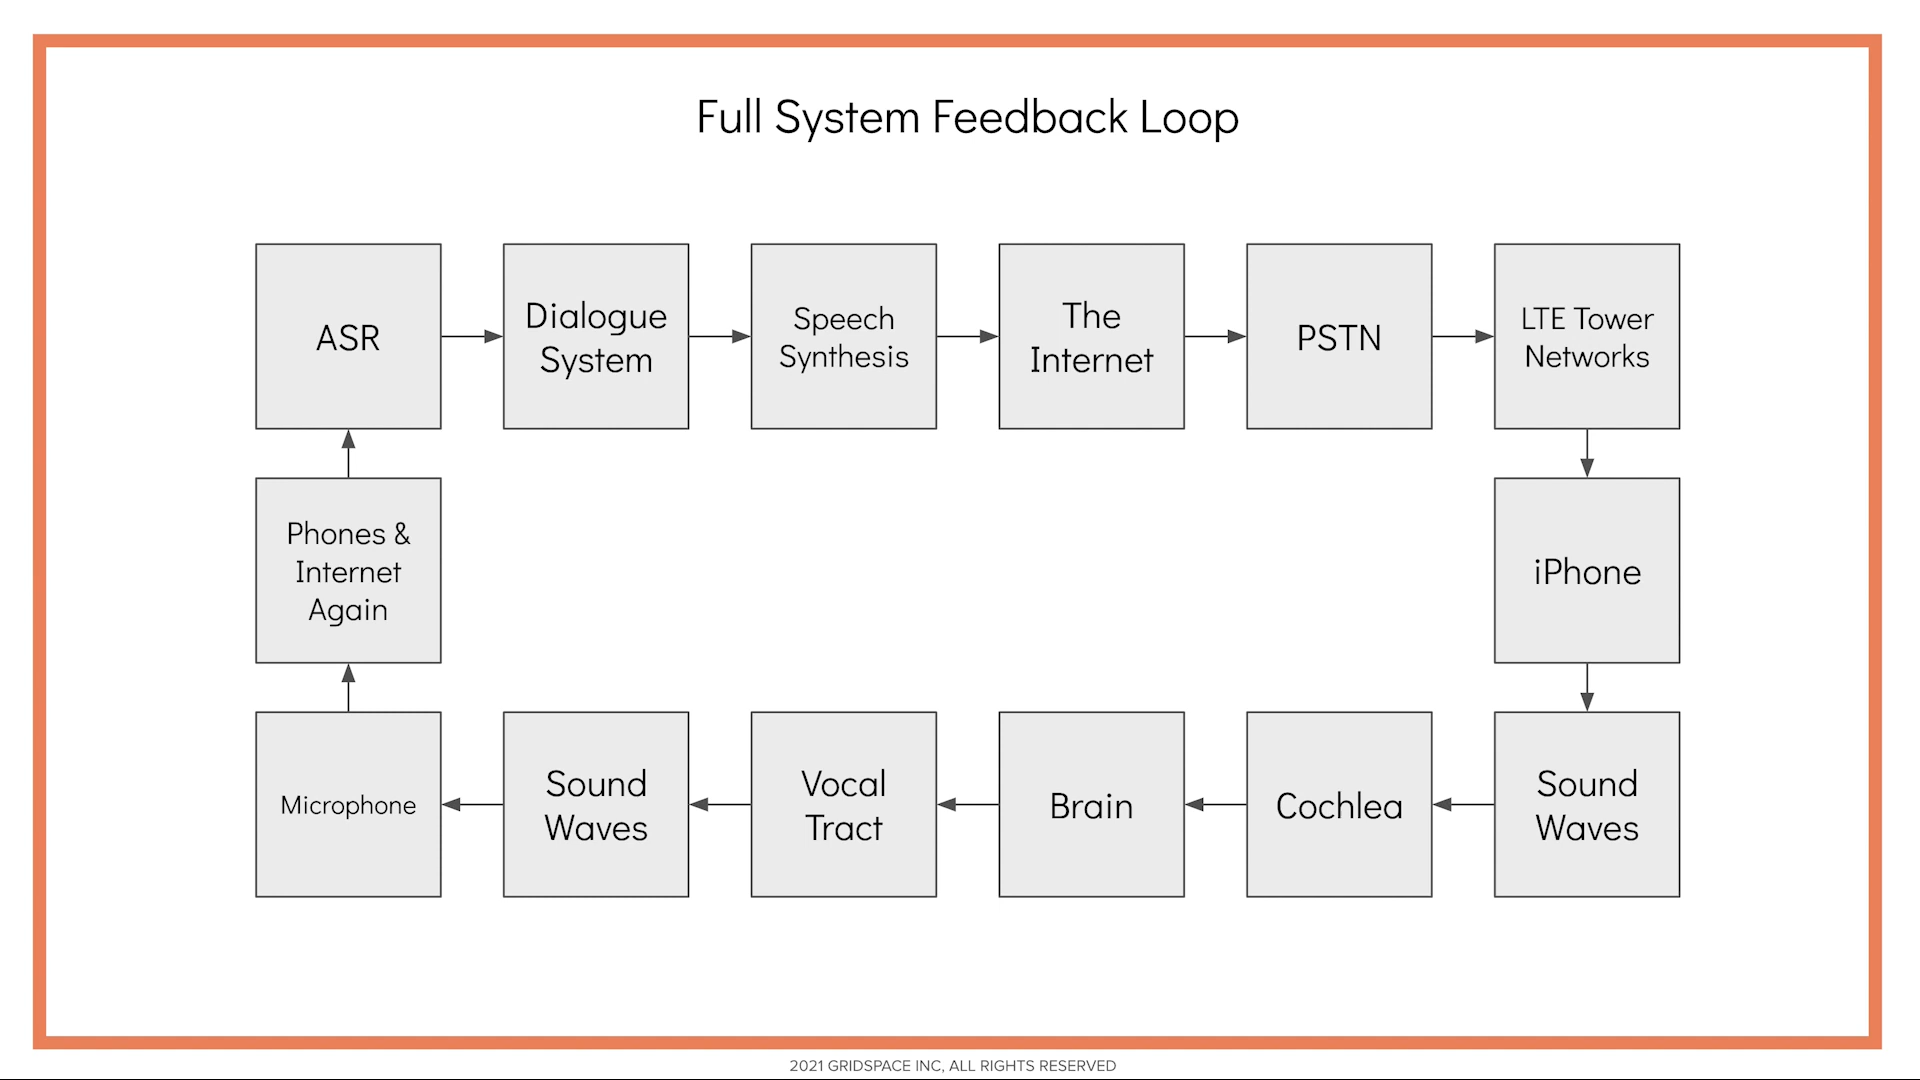 Full System Feedback Loop
ASR
Dialogue
System
Speech
Synthesis
The
Internet
PSTN
LTE Tower
Networks
Phones &
Internet
Again
iPhone
Microphone
Sound
Waves
Vocal
Tract
Brain
Cochlea
Sound
Waves
2021 GRIDSPACE INC, ALL RIGHTS RESERVED